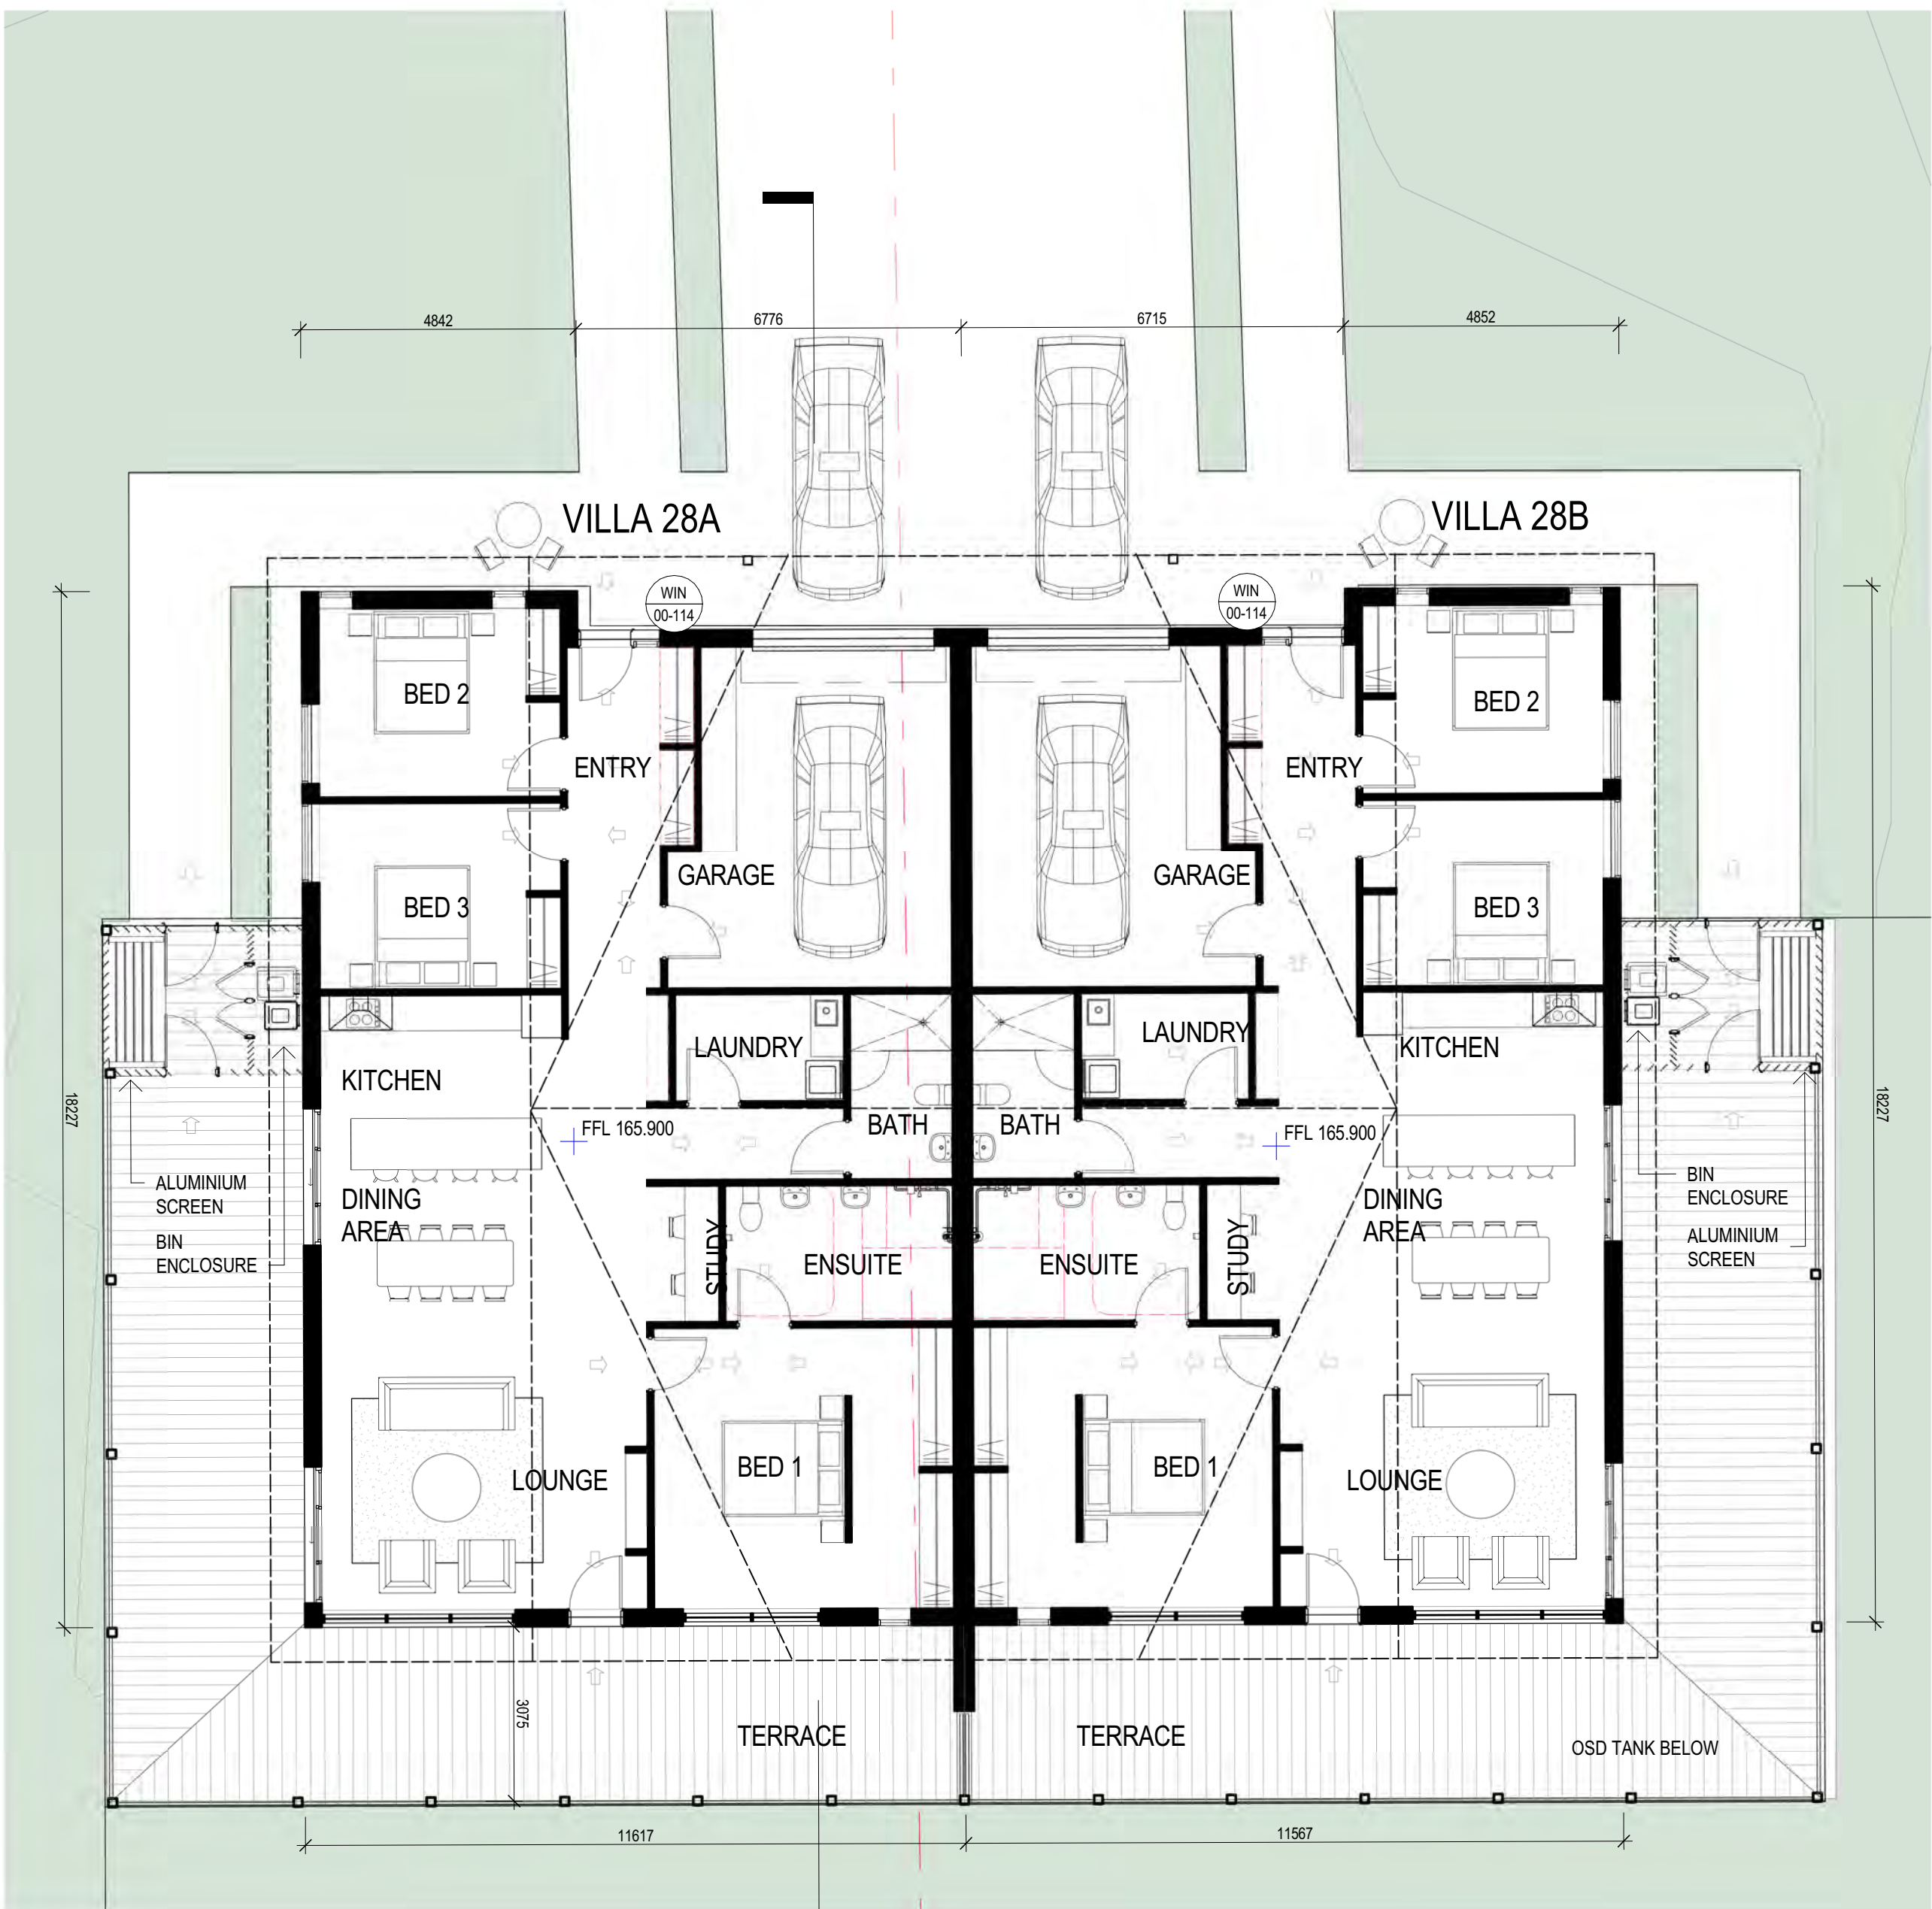 4842
6776
6715
4852
VILLA 28A
VILLA 28B
WIN
00-114
WIN
00-114
BED 2
BED 2
ENTRY
ENTRY
GARAGE
GARAGE
BED 3
BED 3
LAUNDRY
LAUNDRY
KITCHEN
KITCHEN
18227
18227
BATH
BATH
FFL 165.900
FFL 165.900
ALUMINIUM
SCREEN
BIN
ENCLOSURE
DINING
AREA
DINING
AREA
BIN
ENCLOSURE
ALUMINIUM
SCREEN
STUDY
ENSUITE
ENSUITE
STUDY
LOUNGE
BED 1
BED 1
LOUNGE
3075
TERRACE
TERRACE
OSD TANK BELOW
11617
11567